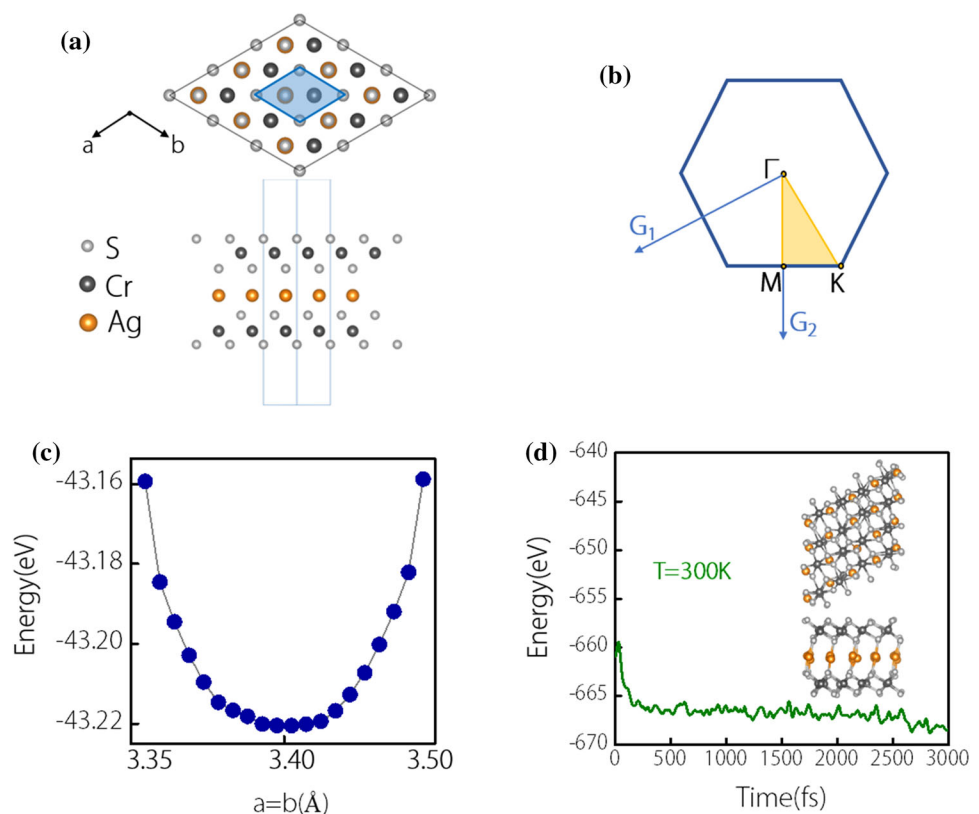 (a)
a
b
S
Cr
Ag
(b)
Γ
G1
M
K
G2
(c)
Energy(eV)
-43.16
-43.18
-43.20
-43.22
3.35
3.40
3.50
a=b(Å)
(d)
Energy(eV)
-640
-645
-650
-655
-660
-665
-670
T=300K
0
500
1000
1500
2000
2500
3000
Time(fs)